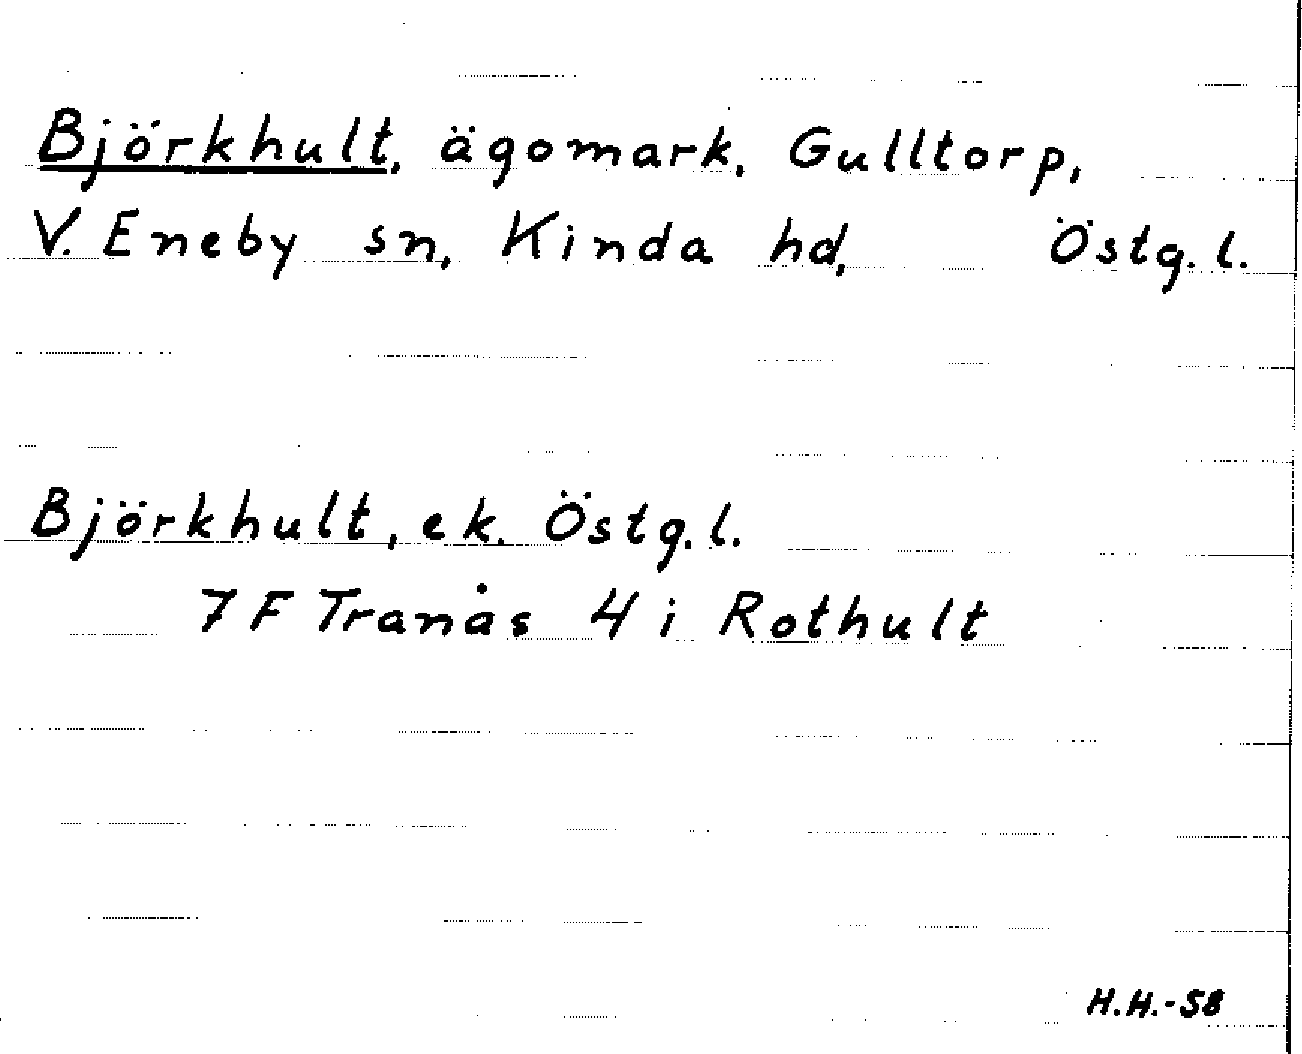 Björkhult, ägomark, Gulltorp,
V. Eneby sn, Kinda hd, Östg. l.
Björkhult, ek. Östg. l.
7 F Tranås 4 i Rothult
H.H.-58